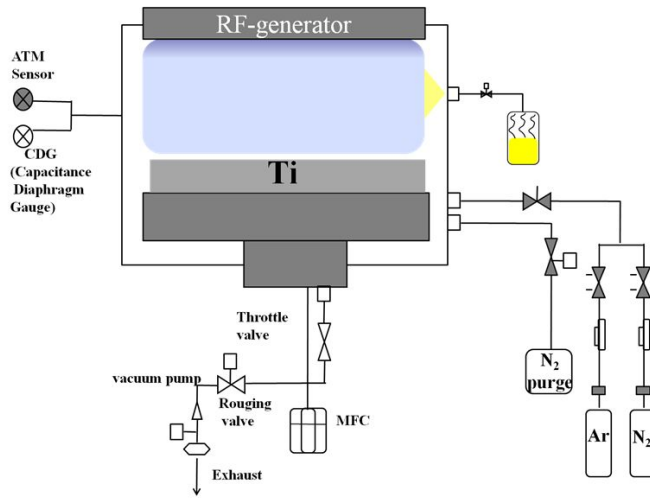 RF-generator
ATM
Sensor
CDG
(Capacitance
Diaphragm
Gauge)
Ti
Throttle
valve
vacuum pump
Rouging
valve
MFC
Exhaust
N2
purge
Ar
N2